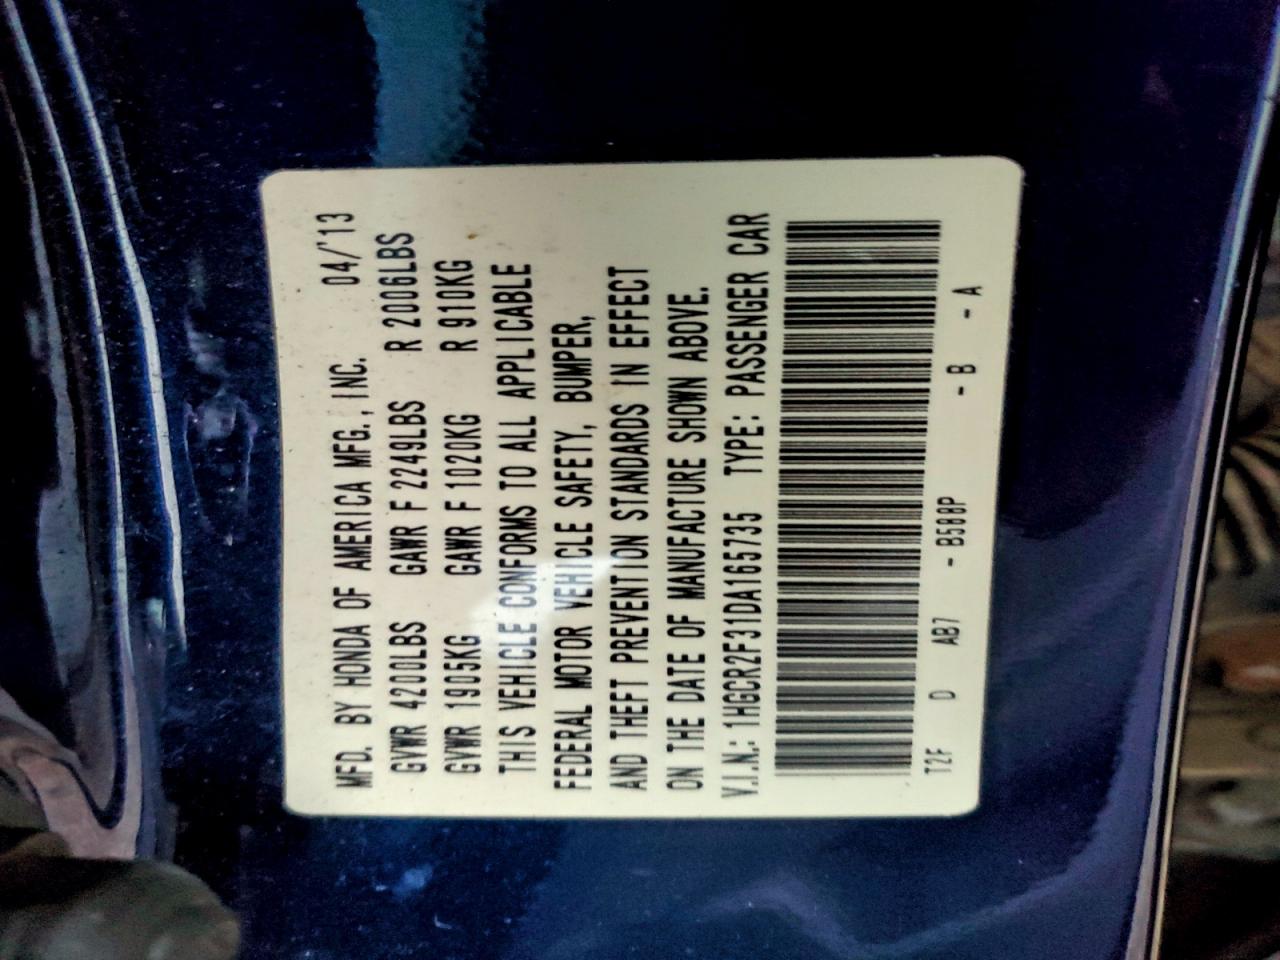 MFD. BY HONDA OF AMERICA MFG., INC. 04/'13
GVWR 4200LBS GAWR F 2249LBS R 2006LBS
GVWR 1905KG GAWR F 1020KG R 910KG
THIS VEHICLE CONFORMS TO ALL APPLICABLE
FEDERAL MOTOR VEHICLE SAFETY, BUMPER,
AND THEFT PREVENTION STANDARDS IN EFFECT
ON THE DATE OF MANUFACTURE SHOWN ABOVE.
V.I.N.: 1HGCR2F31DA165735 TYPE: PASSENGER CAR
T2F D AB7 - B588P - B - A